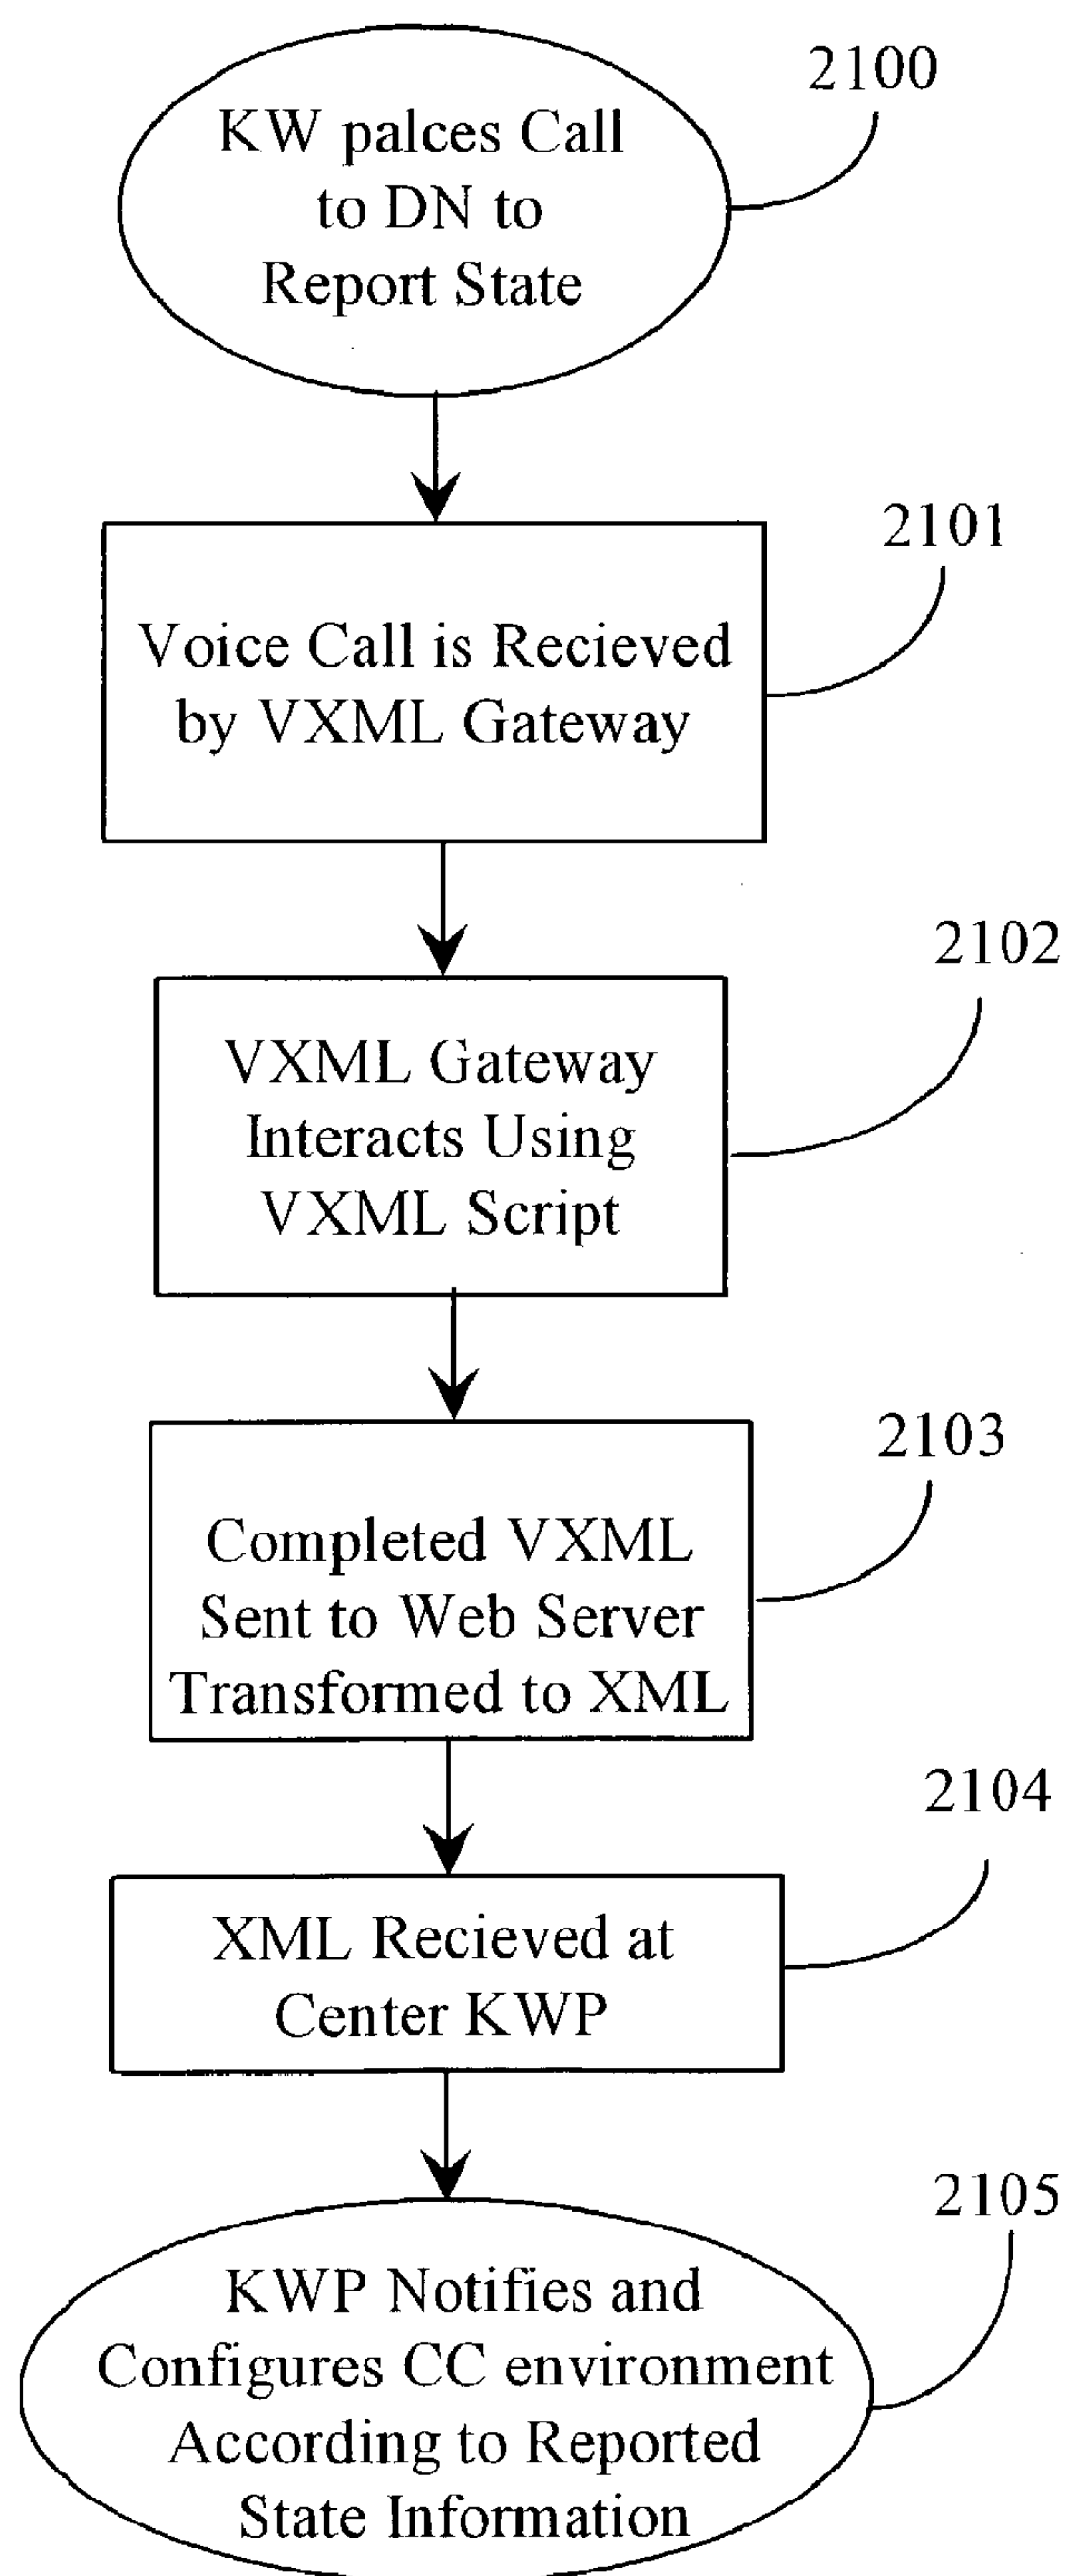 2100
KW palces Call
to DN to
Report State
2101
Voice Call is Recieved
by VXML Gateway
2102
VXML Gateway
Interacts Using
VXML Script
2103
Completed VXML
Sent to Web Server
Transformed to XML
2104
XML Recieved at
Center KWP
2105
KWP Notifies and
Configures CC environment
According to Reported
State Information